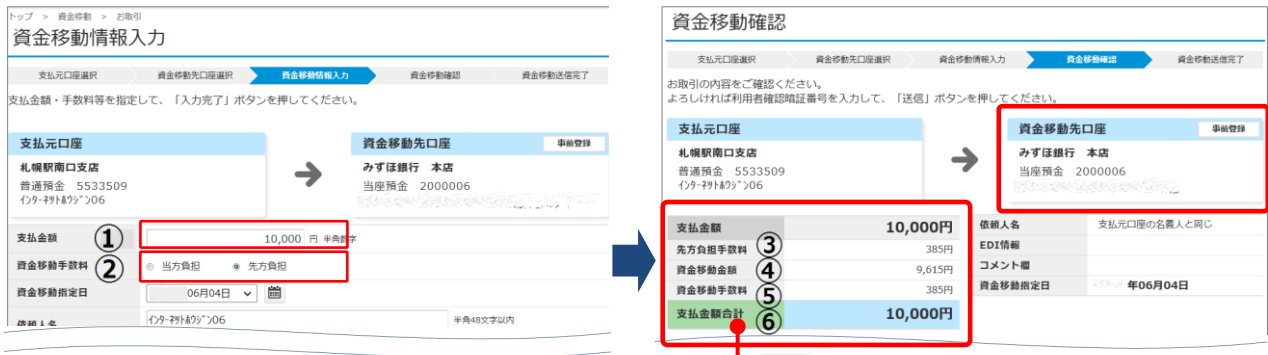 トップ > 資金移動 > お取引
資金移動情報入力
支払元口座選択
資金移動先口座選択
資金移動情報入力
資金移動確認
資金移動送信完了
支払金額・手数料等を指定して、「入力完了」ボタンを押してください。
支払元口座
札幌駅南口支店
普通預金 5533509
ｲﾝﾀｰﾈｯﾄﾎｳｼﾞﾝ06
資金移動先口座
事前登録
みずほ銀行 本店
当座預金 2000006
支払金額
①
10,000 円 半角数字
資金移動手数料
②
当方負担
先方負担
資金移動指定日
06月04日
依頼人名
ｲﾝﾀｰﾈｯﾄﾎｳｼﾞﾝ06
半角48文字以内
資金移動確認
支払元口座選択
資金移動先口座選択
資金移動情報入力
資金移動確認
資金移動送信完了
お取引の内容をご確認ください。
よろしければ利用者確認暗証番号を入力して、「送信」ボタンを押してください。
支払元口座
札幌駅南口支店
普通預金 5533509
ｲﾝﾀｰﾈｯﾄﾎｳｼﾞﾝ06
資金移動先口座
事前登録
みずほ銀行 本店
当座預金 2000006
支払金額
10,000円
先方負担手数料
③
385円
資金移動金額
④
9,615円
資金移動手数料
⑤
385円
支払金額合計
⑥
10,000円
依頼人名
支払元口座の名義人と同じ
EDI情報
コメント欄
資金移動指定日
年06月04日